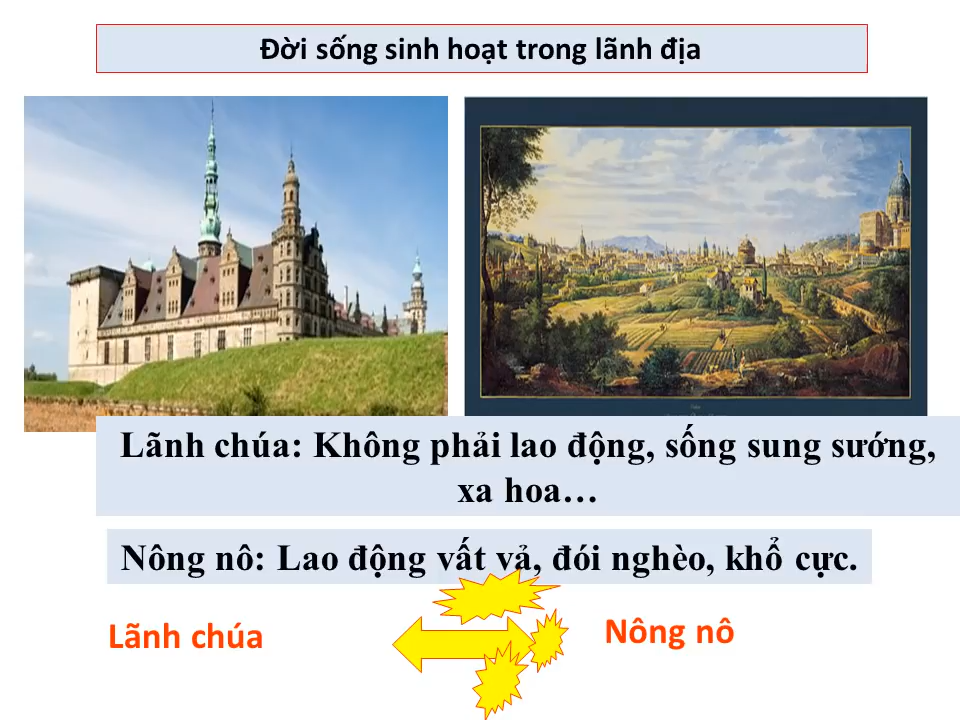 Đời sống sinh hoạt trong lãnh địa
Lãnh chúa: Không phải lao động, sống sung sướng,
xa hoa…
Nông nô: Lao động vất vả, đói nghèo, khổ cực.
Lãnh chúa
Nông nô